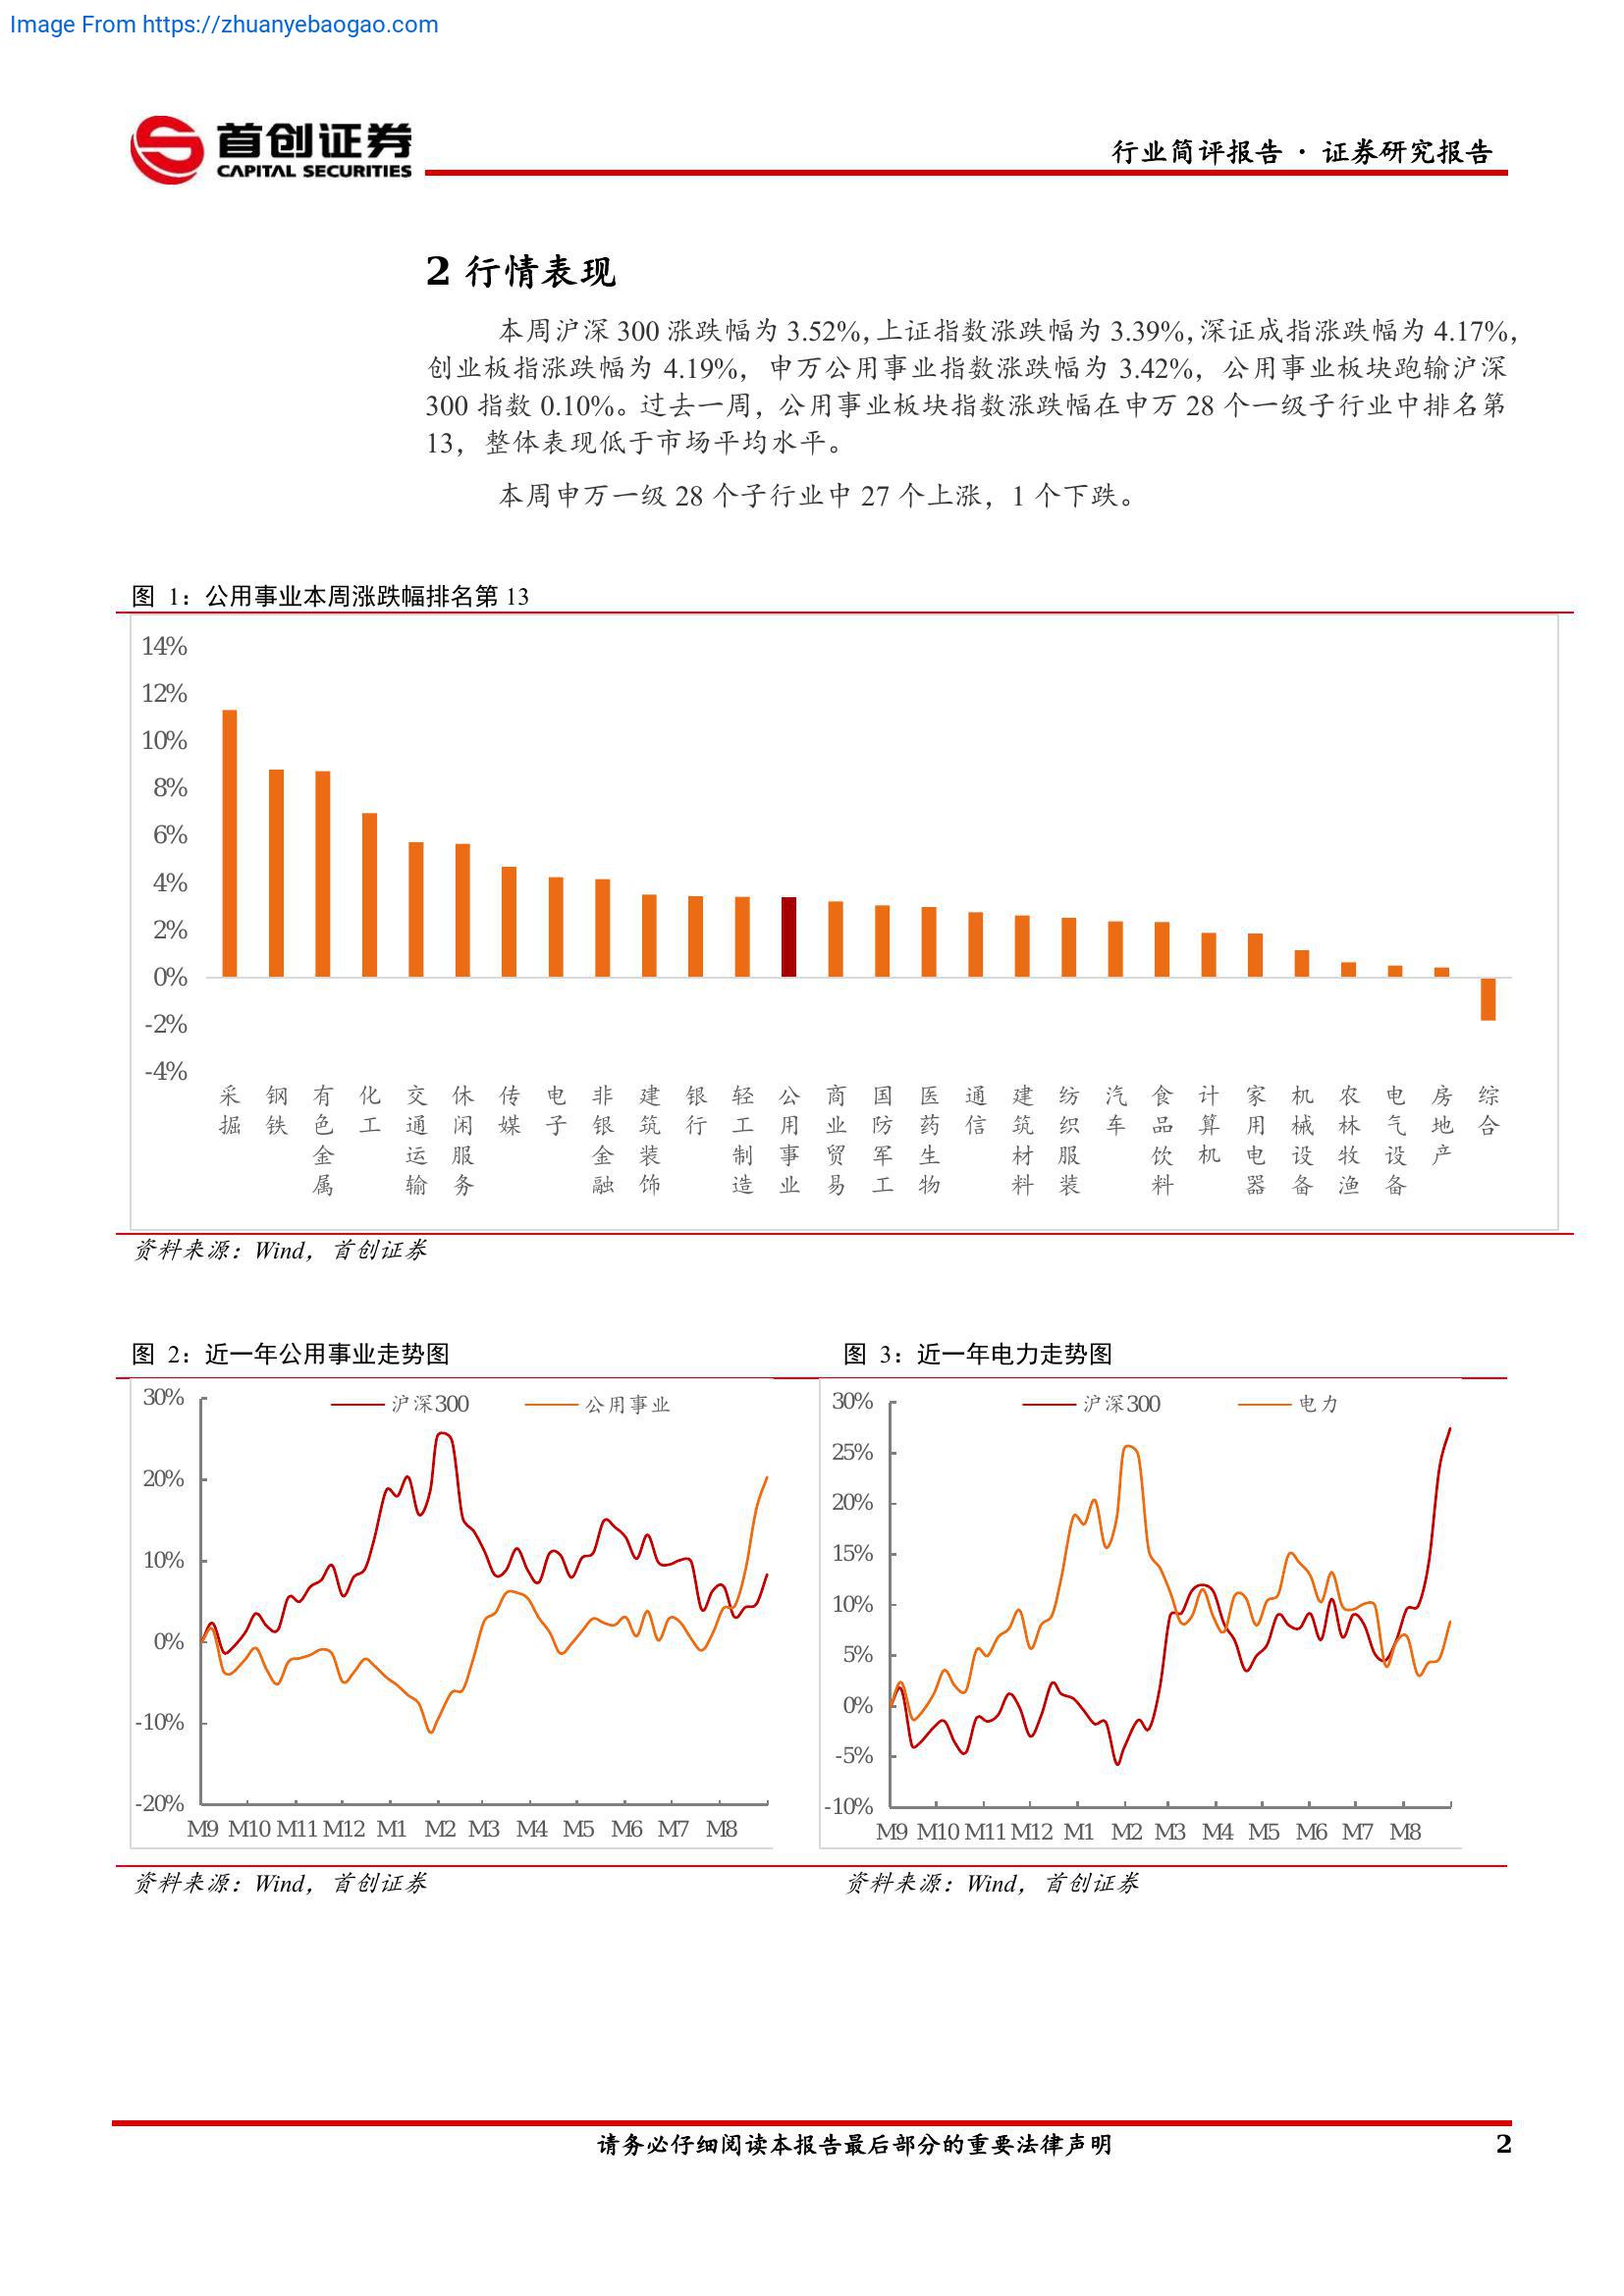 Image From https://zhuanyebaogao.com
首创证券
CAPITAL SECURITIES
行业简评报告 · 证券研究报告
2 行情表现
本周沪深 300 涨跌幅为 3.52%，上证指数涨跌幅为 3.39%，深证成指涨跌幅为 4.17%，
创业板指涨跌幅为 4.19%，申万公用事业指数涨跌幅为 3.42%，公用事业板块跑输沪深
300 指数 0.10%。过去一周，公用事业板块指数涨跌幅在申万 28 个一级子行业中排名第
13，整体表现低于市场平均水平。
本周申万一级 28 个子行业中 27 个上涨，1 个下跌。
图 1：公用事业本周涨跌幅排名第 13
14%
12%
10%
8%
6%
4%
2%
0%
-2%
-4%
采掘 钢铁 有色金属 化工 交通运输 休闲服务 传媒 电子 非银金融 建筑装饰 银行 轻工制造 公用事业 商业贸易 国防军工 医药生物 通信 建筑材料 纺织服装 汽车 食品饮料 计算机 家用电器 机械设备 农林牧渔 电气设备 房地产 综合
资料来源：Wind，首创证券
图 2：近一年公用事业走势图
沪深300 公用事业
30%
20%
10%
0%
-10%
-20%
M9 M10 M11 M12 M1 M2 M3 M4 M5 M6 M7 M8
资料来源：Wind，首创证券
图 3：近一年电力走势图
沪深300 电力
30%
25%
20%
15%
10%
5%
0%
-5%
-10%
M9 M10 M11 M12 M1 M2 M3 M4 M5 M6 M7 M8
资料来源：Wind，首创证券
请务必仔细阅读本报告最后部分的重要法律声明
2